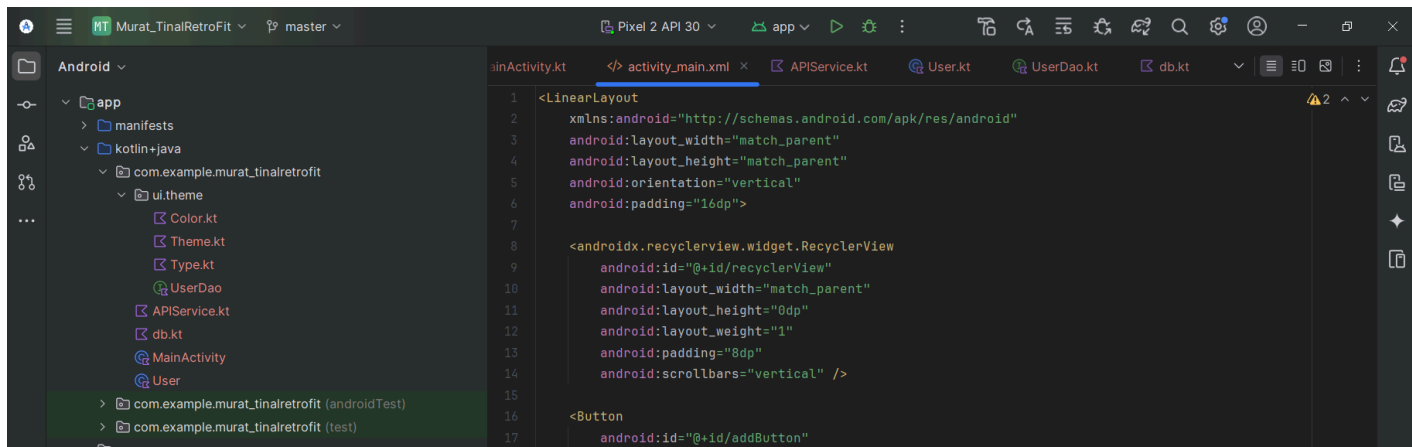 MT Murat_TinalRetroFit master Pixel 2 API 30 app
Android
app
manifests
kotlin+java
com.example.murat_tinalretrofit
ui.theme
Color.kt
Theme.kt
Type.kt
UserDao
APIService.kt
db.kt
MainActivity
User
com.example.murat_tinalretrofit (androidTest)
com.example.murat_tinalretrofit (test)
ainActivity.kt </> activity_main.xml APIService.kt User.kt UserDao.kt db.kt
2
1 <LinearLayout
2 xmlns:android="http://schemas.android.com/apk/res/android"
3 android:layout_width="match_parent"
4 android:layout_height="match_parent"
5 android:orientation="vertical"
6 android:padding="16dp">
7
8 <androidx.recyclerview.widget.RecyclerView
9 android:id="@+id/recyclerView"
10 android:layout_width="match_parent"
11 android:layout_height="0dp"
12 android:layout_weight="1"
13 android:padding="8dp"
14 android:scrollbars="vertical" />
15
16 <Button
17 android:id="@+id/addButton"